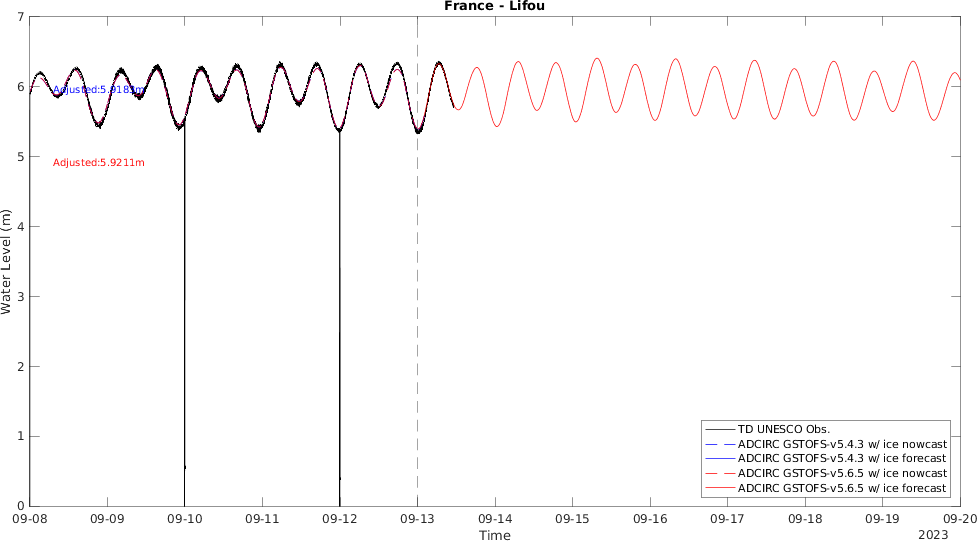 France - Lifou
7
6
5
4
3
2
1
0
Water Level (m)
Adjusted:5.9183m
Adjusted:5.9211m
TD UNESCO Obs.
ADCIRC GSTOFS-v5.4.3 w/ ice nowcast
ADCIRC GSTOFS-v5.4.3 w/ ice forecast
ADCIRC GSTOFS-v5.6.5 w/ ice nowcast
ADCIRC GSTOFS-v5.6.5 w/ ice forecast
09-08 09-09 09-10 09-11 09-12 09-13 09-14 09-15 09-16 09-17 09-18 09-19 09-20
Time
2023